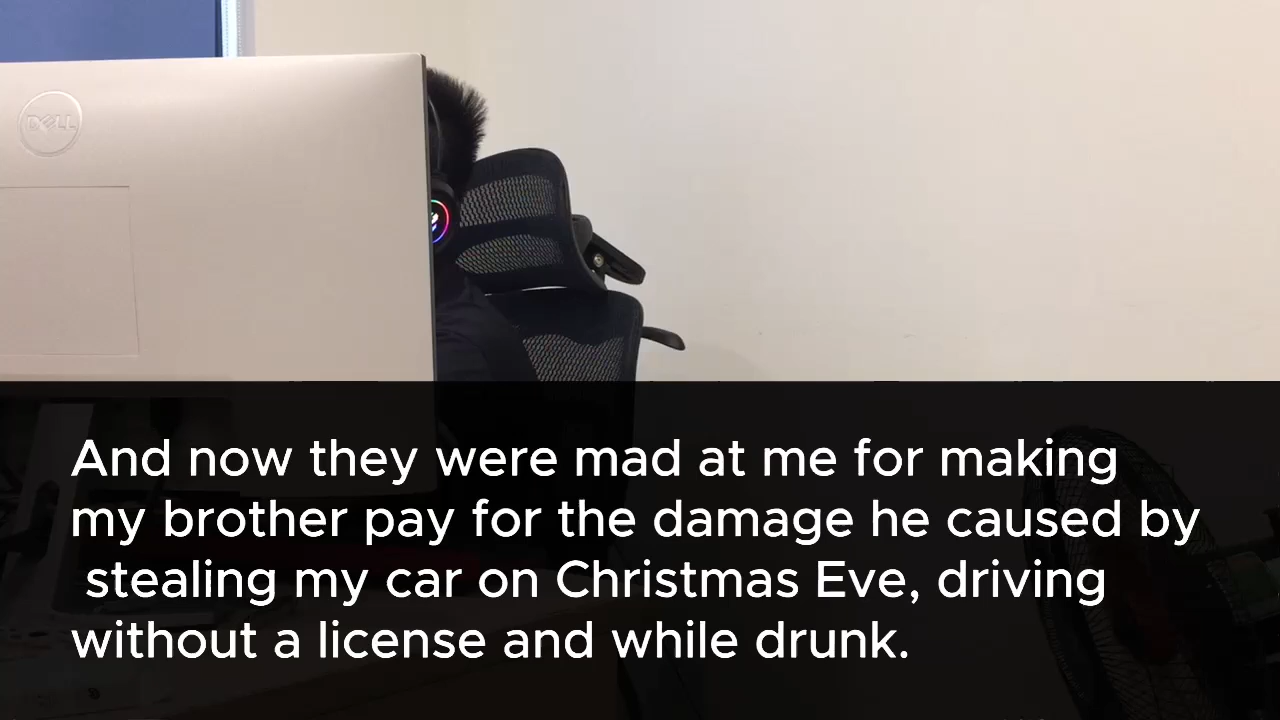 DELL
And now they were mad at me for making
my brother pay for the damage he caused by
stealing my car on Christmas Eve, driving
without a license and while drunk.